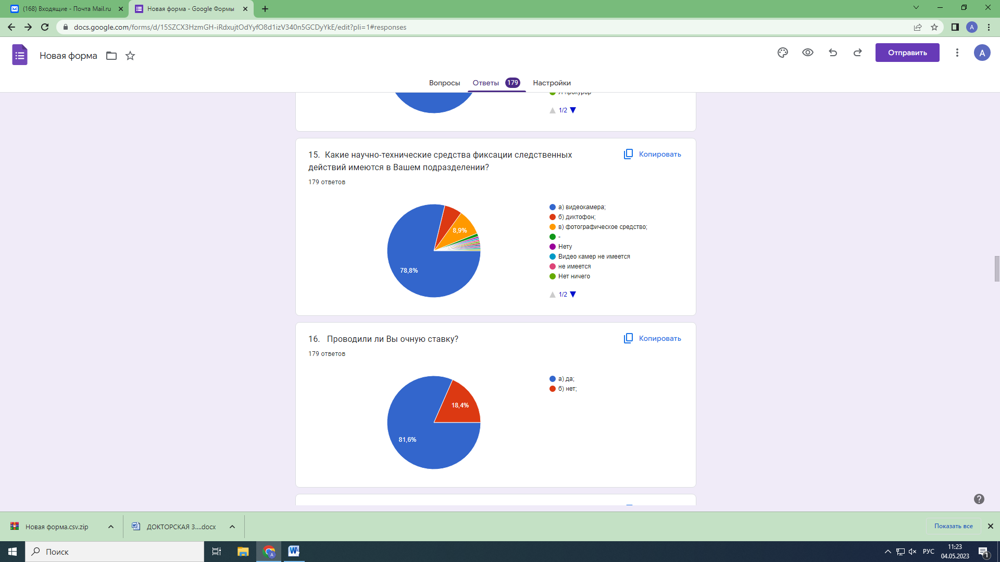 (168) Входящие - Почта Mail.ru
Новая форма - Google Формы
docs.google.com/forms/d/15SZCX3HzmGH-iRdxujtOdYyfO8d1izV340n5GCDyYkE/edit?pli=1#responses
A
Новая форма
Отправить
A
Вопросы
Ответы 179
Настройки
Я прокурор
1/2
15. Какие научно-технические средства фиксации следственных
действий имеются в Вашем подразделении?
Копировать
179 ответов
8,9%
78,8%
а) видеокамера;
б) диктофон;
в) фотографическое средство;
-
Нету
Видео камер не имеется
не имеется
Нет ничего
1/2
16. Проводили ли Вы очную ставку?
Копировать
179 ответов
18,4%
81,6%
а) да;
б) нет;
Новая форма.csv.zip
ДОКТОРСКАЯ 3....docx
Показать все
Поиск
A
РУС
11:23
04.05.2023
1